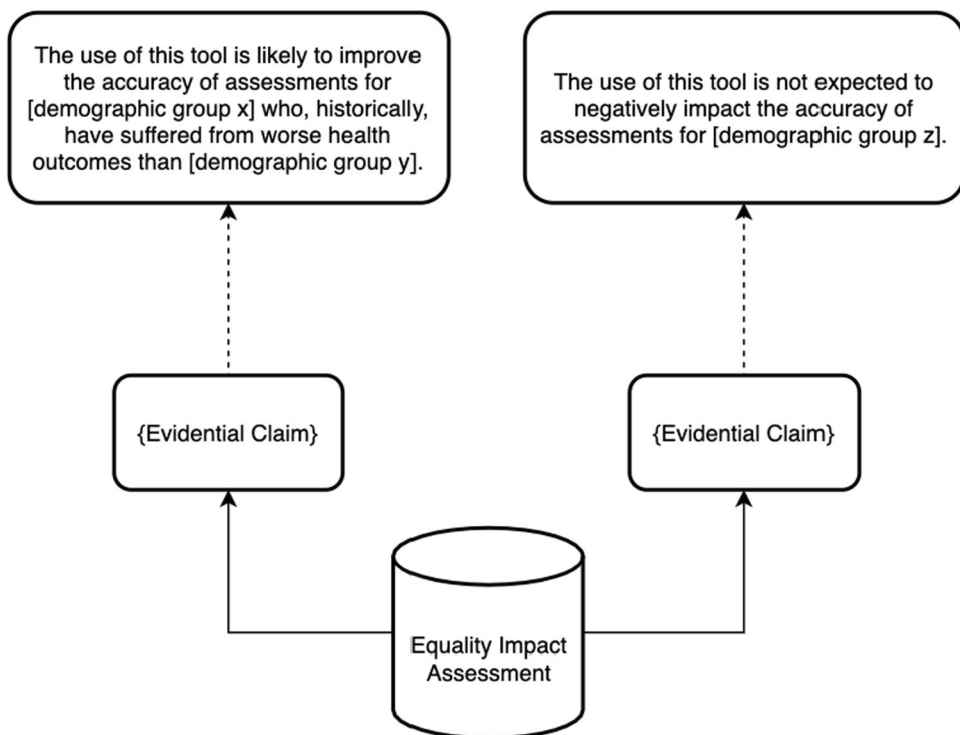 The use of this tool is likely to improve
the accuracy of assessments for
[demographic group x] who, historically,
have suffered from worse health
outcomes than [demographic group y].
The use of this tool is not expected to
negatively impact the accuracy of
assessments for [demographic group z].
{Evidential Claim}
{Evidential Claim}
Equality Impact
Assessment